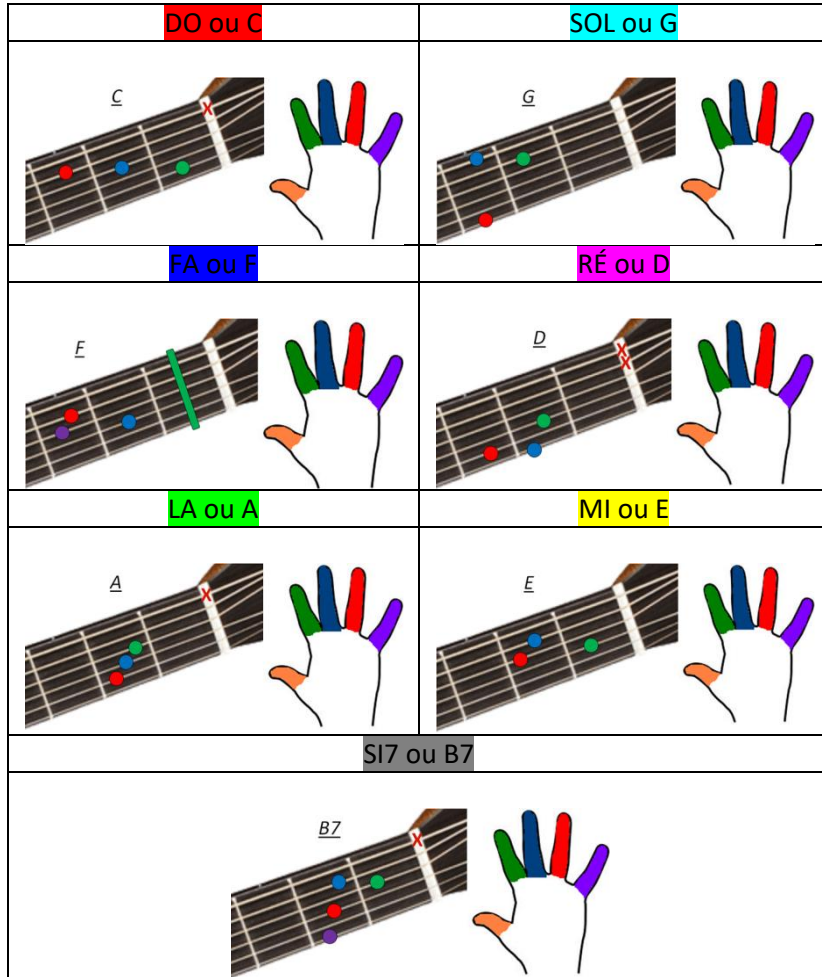 DO ou C
SOL ou G
C
X
G
FA ou F
RÉ ou D
F
D
X
X
LA ou A
MI ou E
A
X
E
SI7 ou B7
B7
X